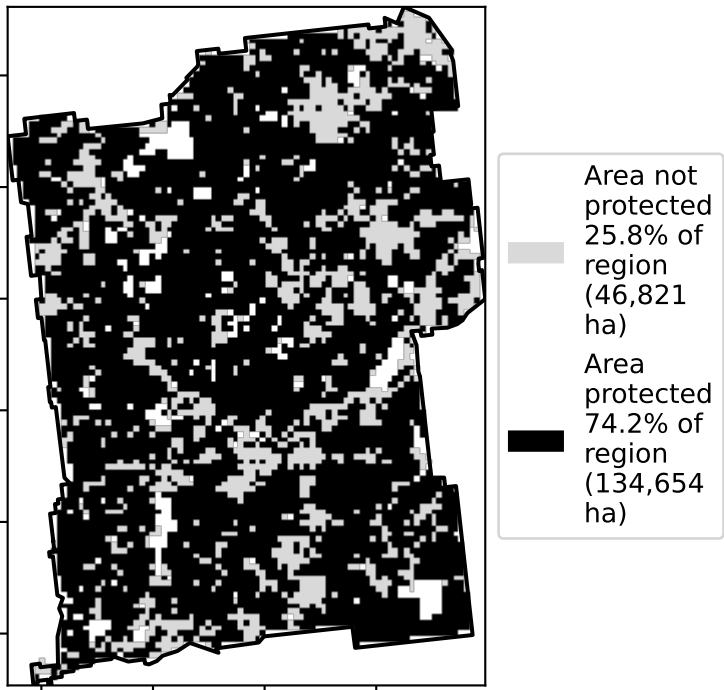 Area not
protected
25.8% of
region
(46,821
ha)
Area
protected
74.2% of
region
(134,654
ha)